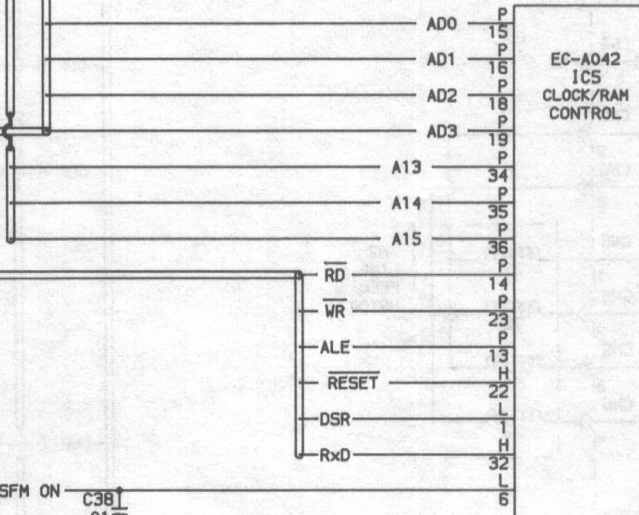 AD0 P 15
AD1 P 16
AD2 P 18
AD3 P 19
A13 P 34
A14 P 35
A15 P 36
RD P 14
WR P 23
ALE P 13
RESET H 22
DSR L 1
RxD H 32
SFM ON L 6
C38
EC-A042
IC5
CLOCK/RAM
CONTROL